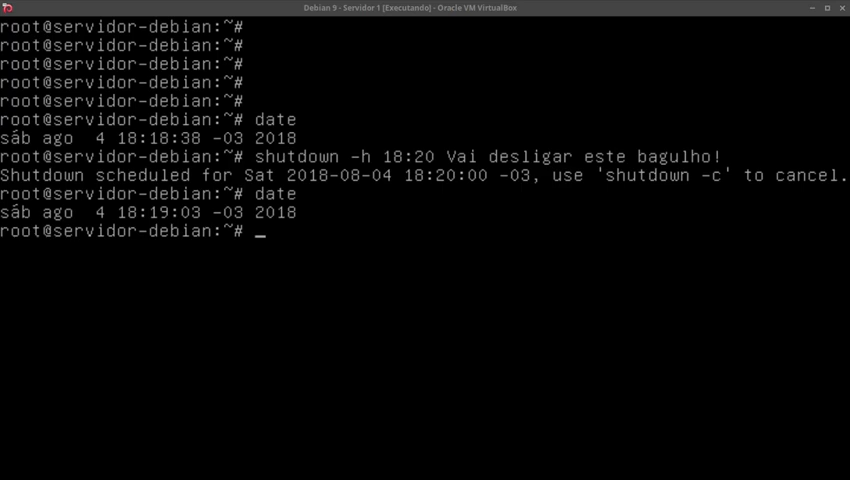 Debian 9 - Servidor 1 [Executando] - Oracle VM VirtualBox
root@servidor-debian:~#
root@servidor-debian:~#
root@servidor-debian:~#
root@servidor-debian:~#
root@servidor-debian:~#
root@servidor-debian:~# date
sáb ago  4 18:18:38 -03 2018
root@servidor-debian:~# shutdown -h 18:20 Vai desligar este bagulho!
Shutdown scheduled for Sat 2018-08-04 18:20:00 -03, use 'shutdown -c' to cancel.
root@servidor-debian:~# date
sáb ago  4 18:19:03 -03 2018
root@servidor-debian:~# _